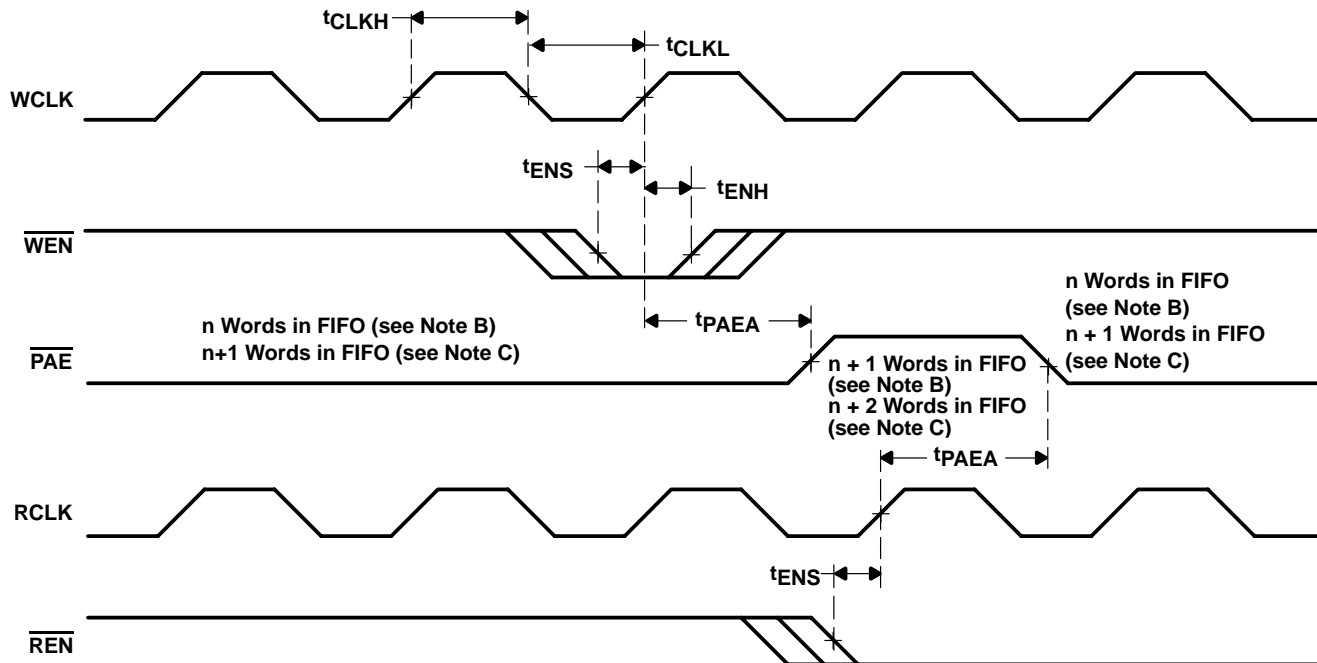 tCLKH
tCLKL
WCLK
tENS
tENH
WEN
n Words in FIFO (see Note B)
n+1 Words in FIFO (see Note C)
tPAEA
n Words in FIFO
(see Note B)
n + 1 Words in FIFO
(see Note C)
PAE
n + 1 Words in FIFO
(see Note B)
n + 2 Words in FIFO
(see Note C)
tPAEA
RCLK
tENS
REN